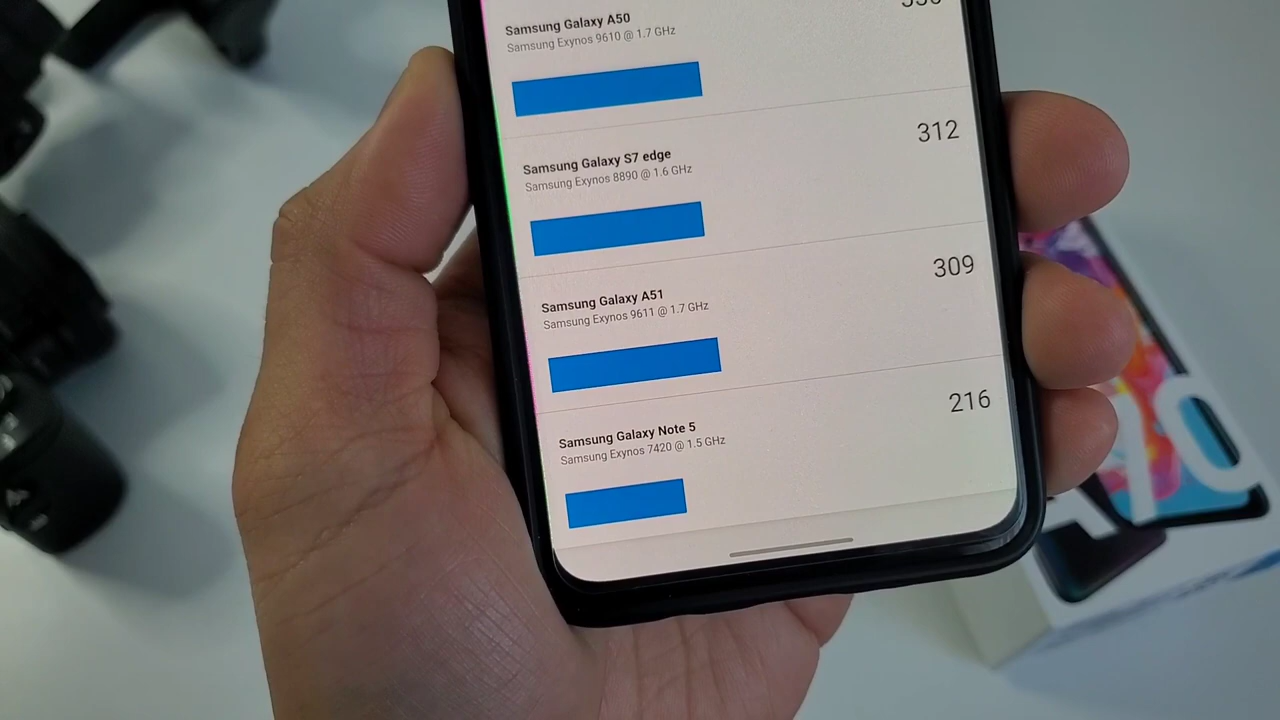 Samsung Galaxy A50
Samsung Exynos 9610 @ 1.7 GHz
312
Samsung Galaxy S7 edge
Samsung Exynos 8890 @ 1.6 GHz
309
Samsung Galaxy A51
Samsung Exynos 9611 @ 1.7 GHz
216
Samsung Galaxy Note 5
Samsung Exynos 7420 @ 1.5 GHz